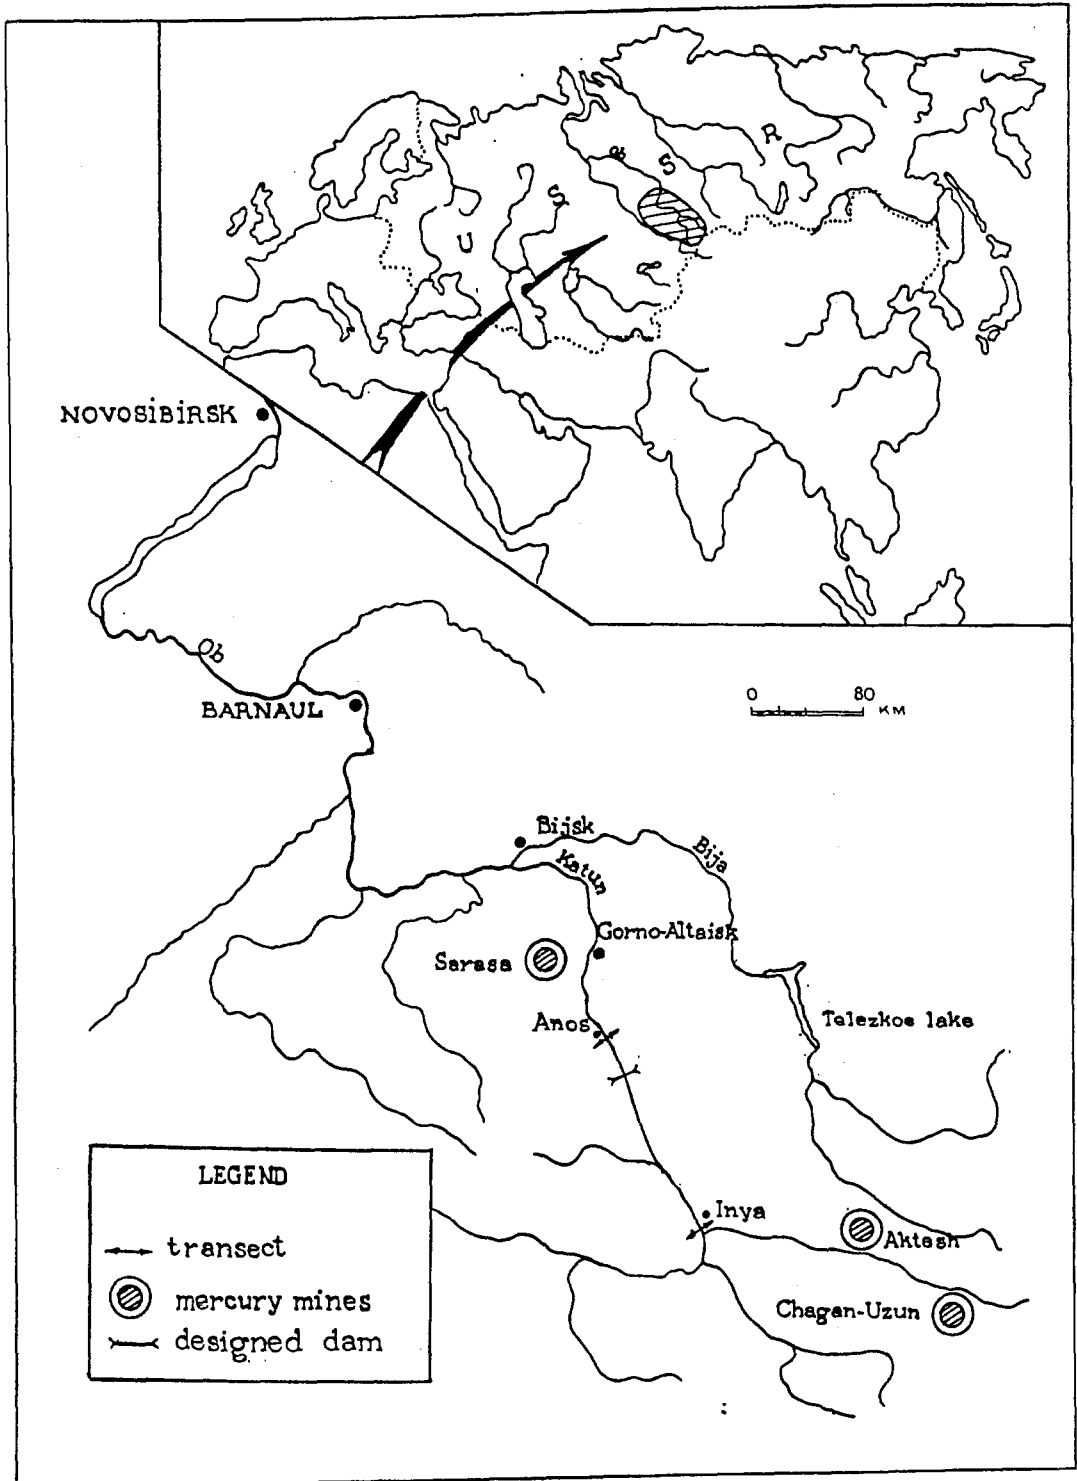 U S S R
NOVOSIBIRSK
Ob
BARNAUL
0 80
KM
Bijsk
Katun
Bija
Gorno-Altaisk
Sarasa
Anos
Telezkoe lake
Inya
Aktash
Chagan-Uzun
LEGEND
transect
mercury mines
designed dam